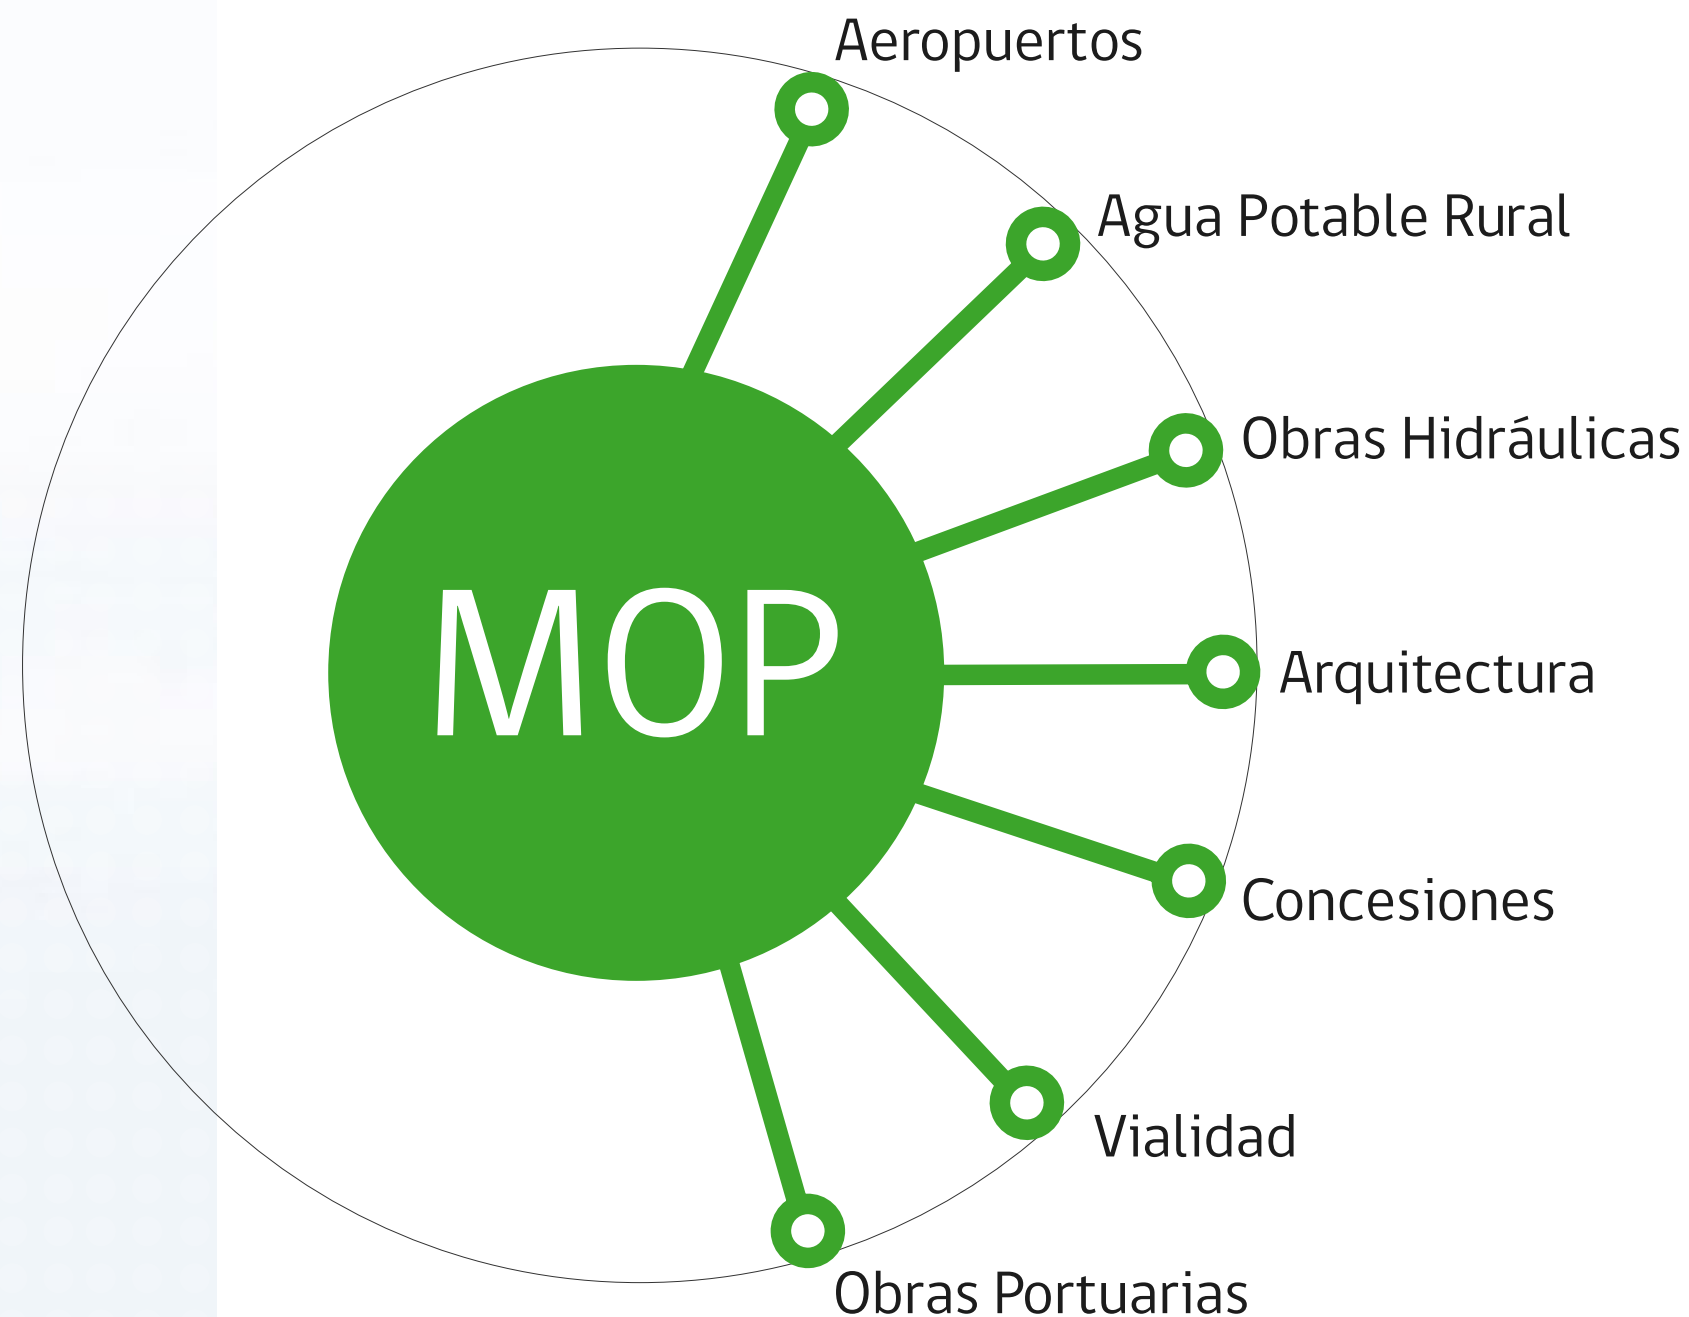 Aeropuertos
Agua Potable Rural
Obras Hidráulicas
MOP
Arquitectura
Concesiones
Vialidad
Obras Portuarias